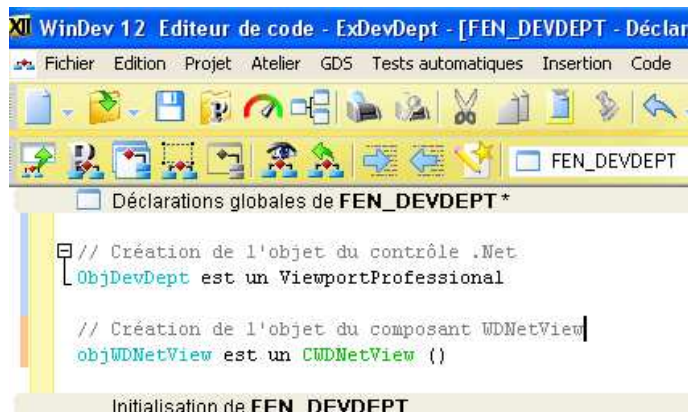 XII WinDev 12 Editeur de code - ExDevDept - [FEN_DEVDEPT - Déclar
Fichier Edition Projet Atelier GDS Tests automatiques Insertion Code
FEN_DEVDEPT
Déclarations globales de FEN_DEVDEPT *
// Création de l'objet du contrôle .Net
ObjDevDept est un ViewportProfessional
// Création de l'objet du composant WDNetView
objWDNetView est un CWDNetView ()
Initialisation de FEN_DEVDEPT